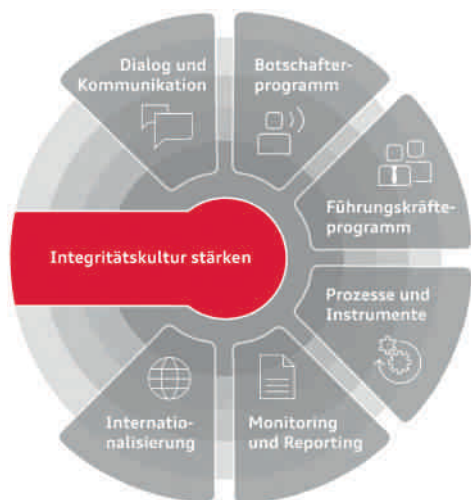 Dialog und
Kommunikation
Botschafter-
programm
Führungskräfte-
programm
Integritätskultur stärken
Prozesse und
Instrumente
Internatio-
nalisierung
Monitoring
und Reporting